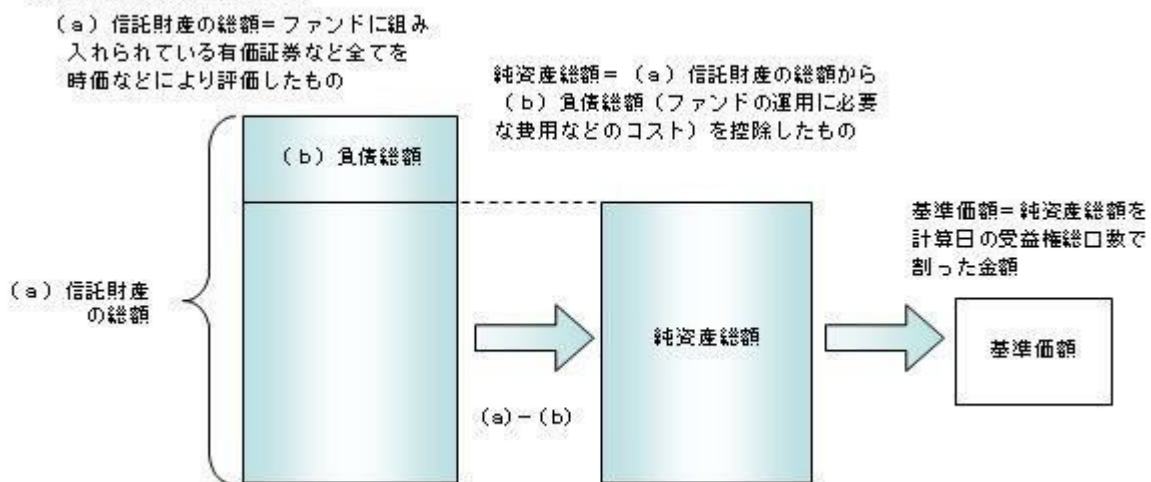 （a）信託財産の総額＝ファンドに組み
入れられている有価証券など全てを
時価などにより評価したもの
純資産総額＝（a）信託財産の総額から
（b）負債総額（ファンドの運用に必要
な費用などのコスト）を控除したもの
（b）負債総額
基準価額＝純資産総額を
計算日の受益権総口数で
割った金額
（a）信託財産
の総額
純資産総額
基準価額
（a）－（b）